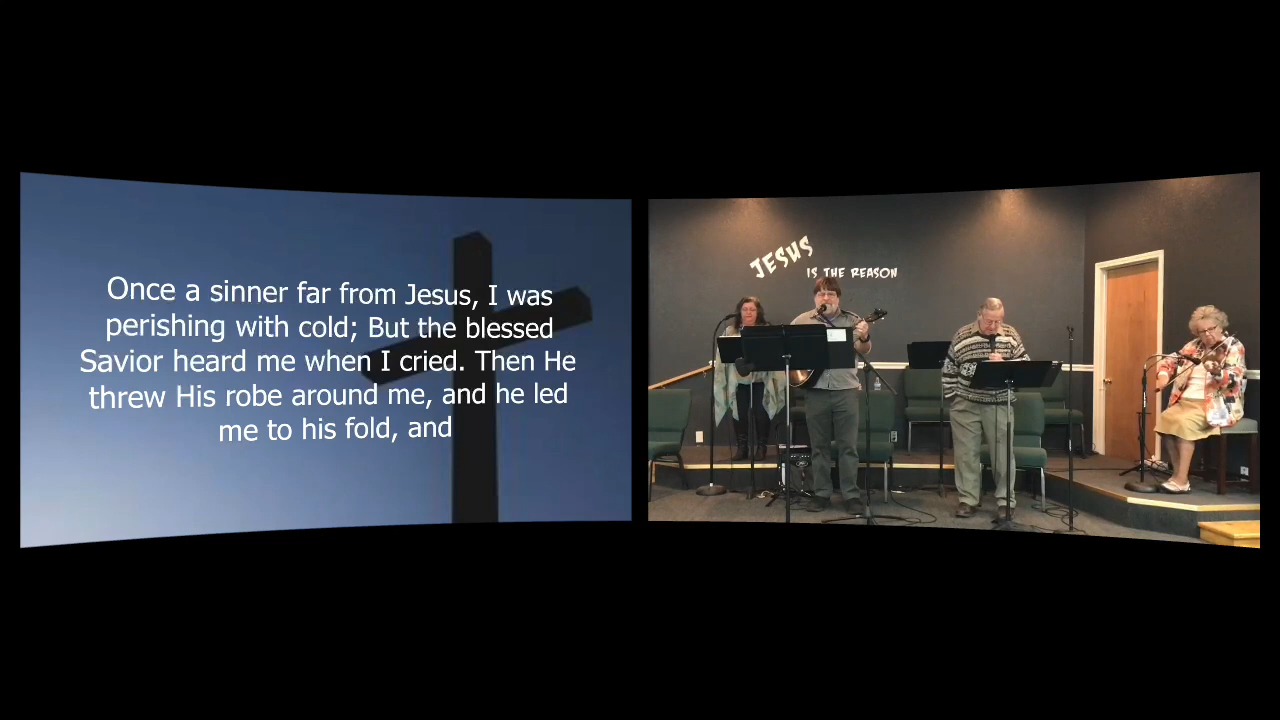 Once a sinner far from Jesus, I was
perishing with cold; But the blessed
Savior heard me when I cried. Then He
threw His robe around me, and he led
me to his fold, and
JESUS
IS THE REASON